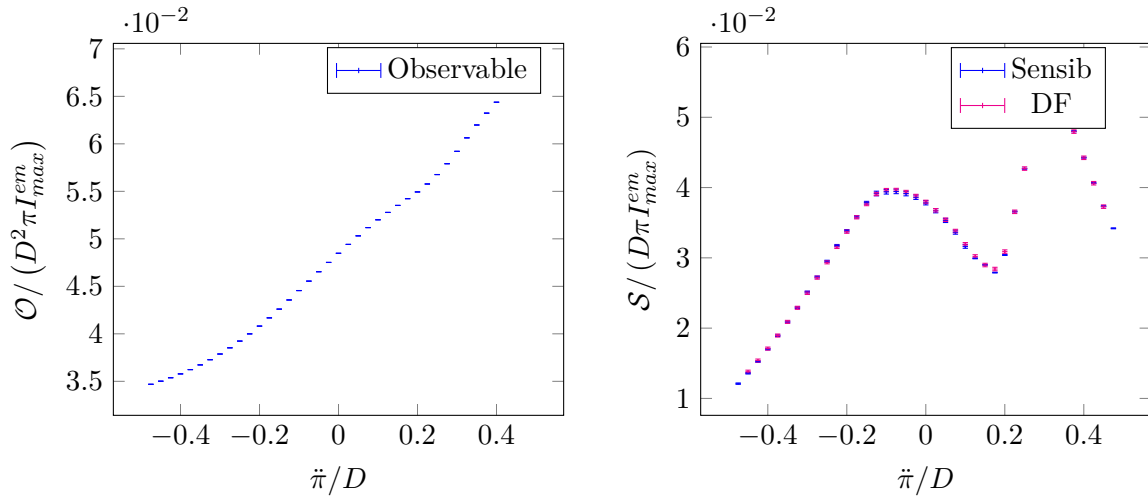 ·10⁻²
7
6.5
6
5.5
5
4.5
4
3.5
−0.4 −0.2 0 0.2 0.4
π̈/D
𝒪/(D²πI^{em}_{max})
Observable
·10⁻²
6
5
4
3
2
1
−0.4 −0.2 0 0.2 0.4
π̈/D
𝒮/(DπI^{em}_{max})
Sensib
DF